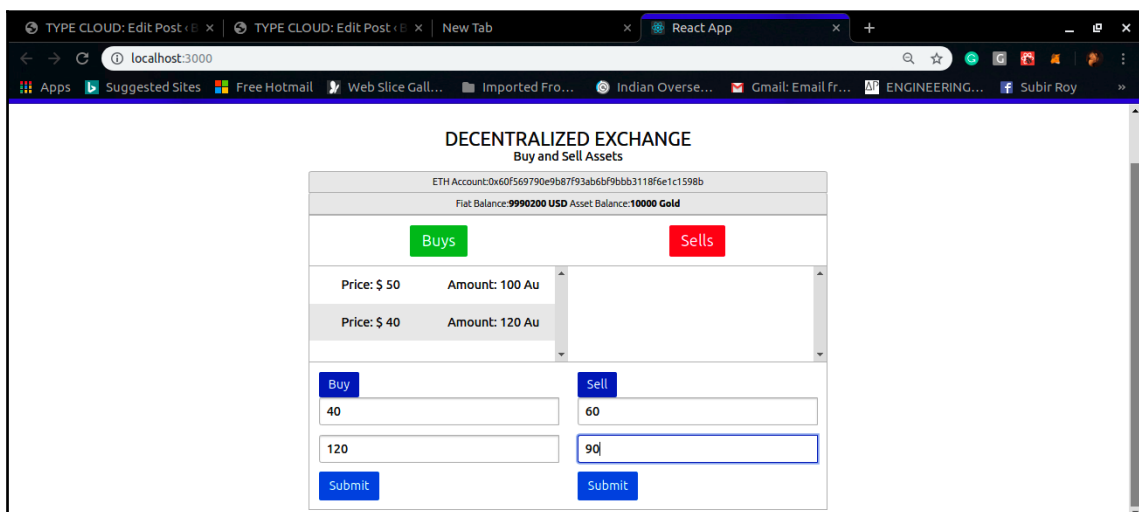 TYPE CLOUD: Edit Post ‹ B TYPE CLOUD: Edit Post ‹ B New Tab React App
localhost:3000
Apps Suggested Sites Free Hotmail Web Slice Gall... Imported Fro... Indian Overse... Gmail: Email fr... ENGINEERING... Subir Roy »
DECENTRALIZED EXCHANGE
Buy and Sell Assets
ETH Account:0x60f569790e9b87f93ab6bf9bbb3118f6e1c1598b
Fiat Balance:9990200 USD Asset Balance:10000 Gold
Buys Sells
Price: $ 50 Amount: 100 Au
Price: $ 40 Amount: 120 Au
Buy Sell
40 60
120 90
Submit Submit